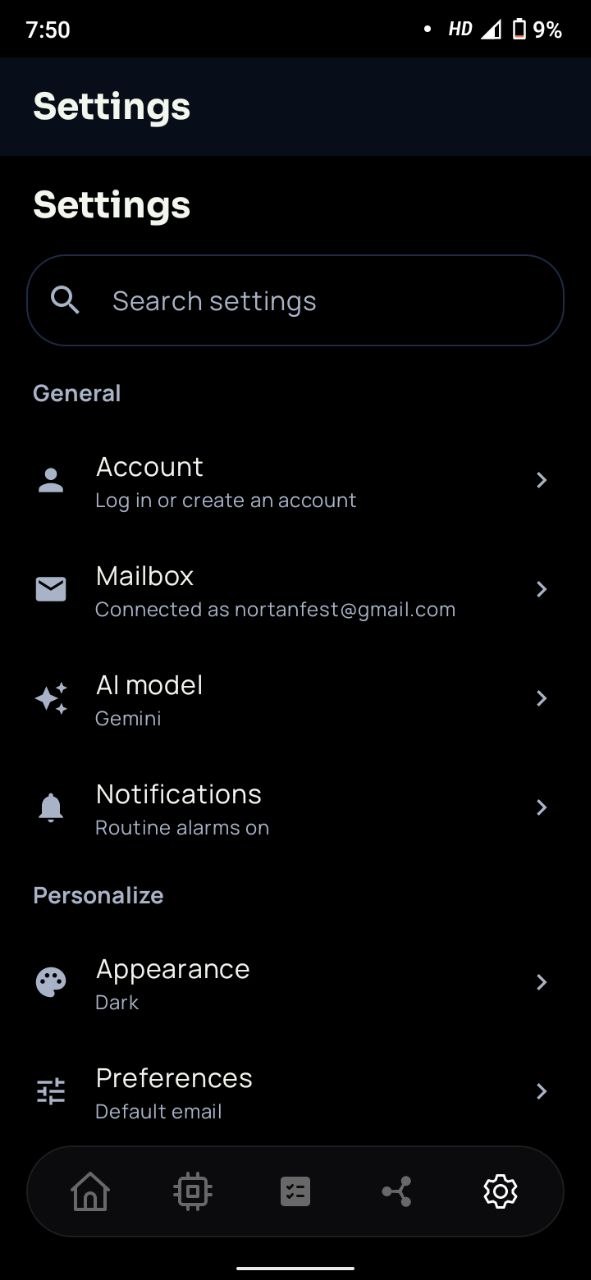 7:50
HD 9%
Settings
Settings
Search settings
General
Account
Log in or create an account
Mailbox
Connected as nortanfest@gmail.com
AI model
Gemini
Notifications
Routine alarms on
Personalize
Appearance
Dark
Preferences
Default email